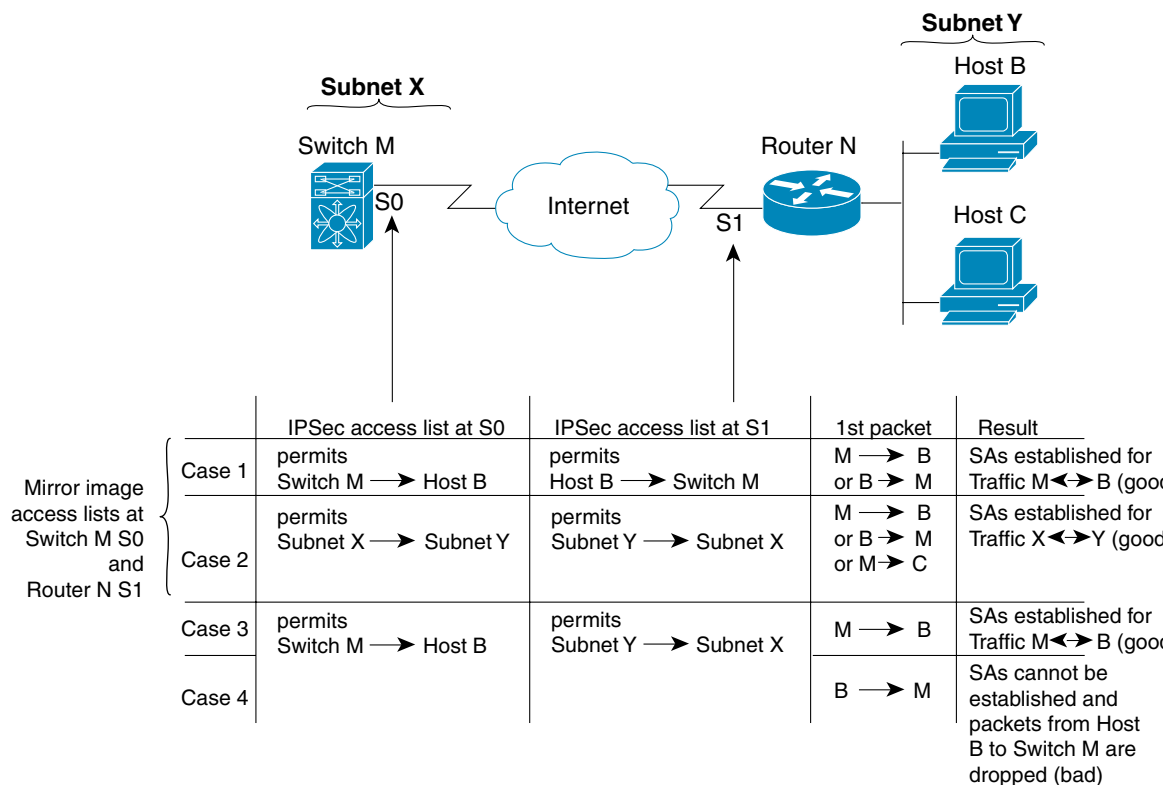 Subnet Y
Host B
Subnet X
Switch M
Router N
S0
Internet
S1
Host C
IPSec access list at S0
IPSec access list at S1
1st packet
Result
Mirror image
access lists at
Switch M S0
and
Router N S1
Case 1
permits
Switch M → Host B
permits
Host B → Switch M
M → B
or B → M
SAs established for
Traffic M ↔ B (good
Case 2
permits
Subnet X → Subnet Y
permits
Subnet Y → Subnet X
M → B
or B → M
or M → C
SAs established for
Traffic X ↔ Y (good
Case 3
permits
Switch M → Host B
permits
Subnet Y → Subnet X
M → B
SAs established for
Traffic M ↔ B (good
Case 4
B → M
SAs cannot be
established and
packets from Host
B to Switch M are
dropped (bad)